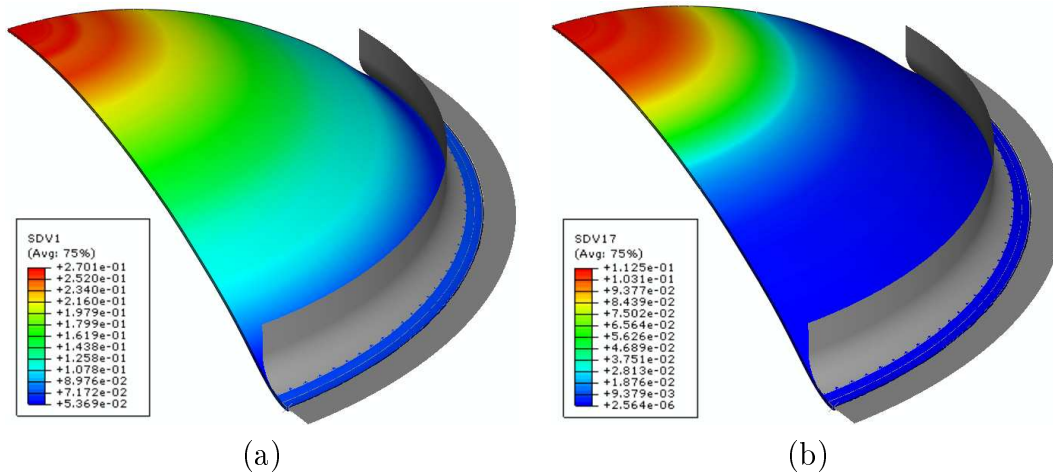 SDV1
(Avg: 75%)
+2.701e-01
+2.520e-01
+2.340e-01
+2.160e-01
+1.979e-01
+1.799e-01
+1.619e-01
+1.438e-01
+1.258e-01
+1.078e-01
+8.976e-02
+7.172e-02
+5.369e-02
SDV17
(Avg: 75%)
+1.125e-01
+1.031e-01
+9.377e-02
+8.439e-02
+7.502e-02
+6.564e-02
+5.626e-02
+4.689e-02
+3.751e-02
+2.813e-02
+1.876e-02
+9.379e-03
+2.564e-06
(a)
(b)